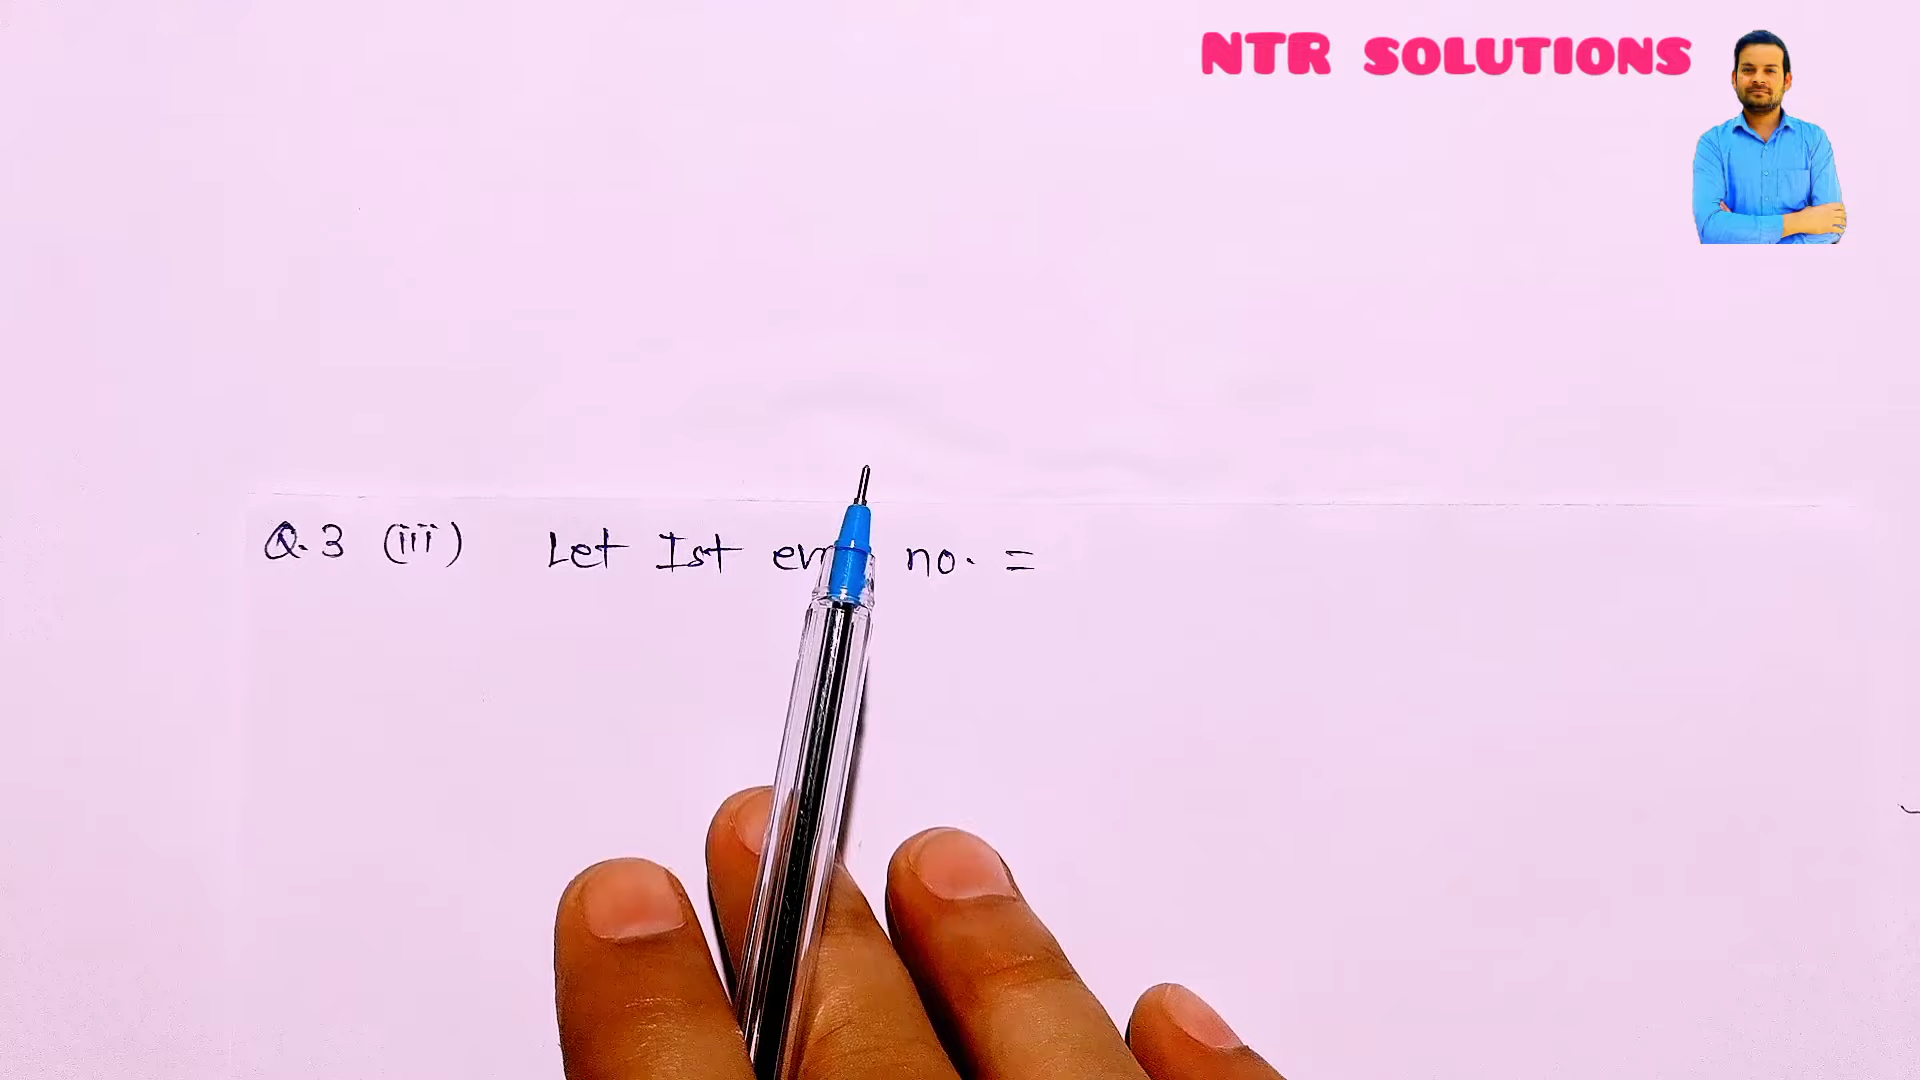 NTR SOLUTIONS
Q.3 (iii) Let Ist no. =